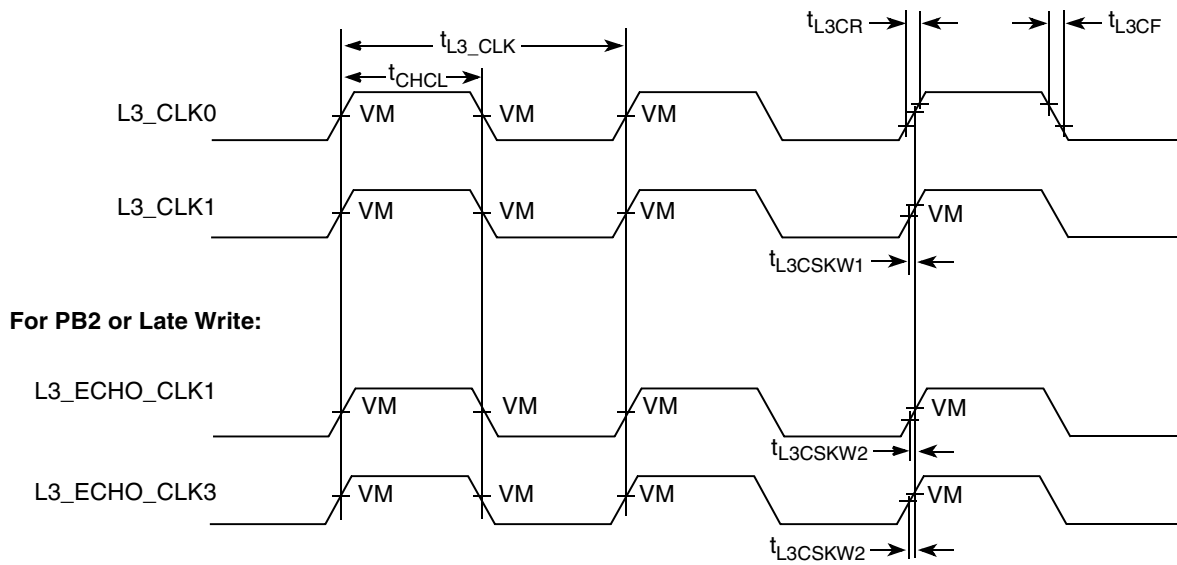 tL3CR
tL3CF
tL3_CLK
tCHCL
L3_CLK0
VM
VM
VM
L3_CLK1
VM
VM
VM
VM
tL3CSKW1
For PB2 or Late Write:
L3_ECHO_CLK1
VM
VM
VM
VM
tL3CSKW2
L3_ECHO_CLK3
VM
VM
VM
VM
tL3CSKW2